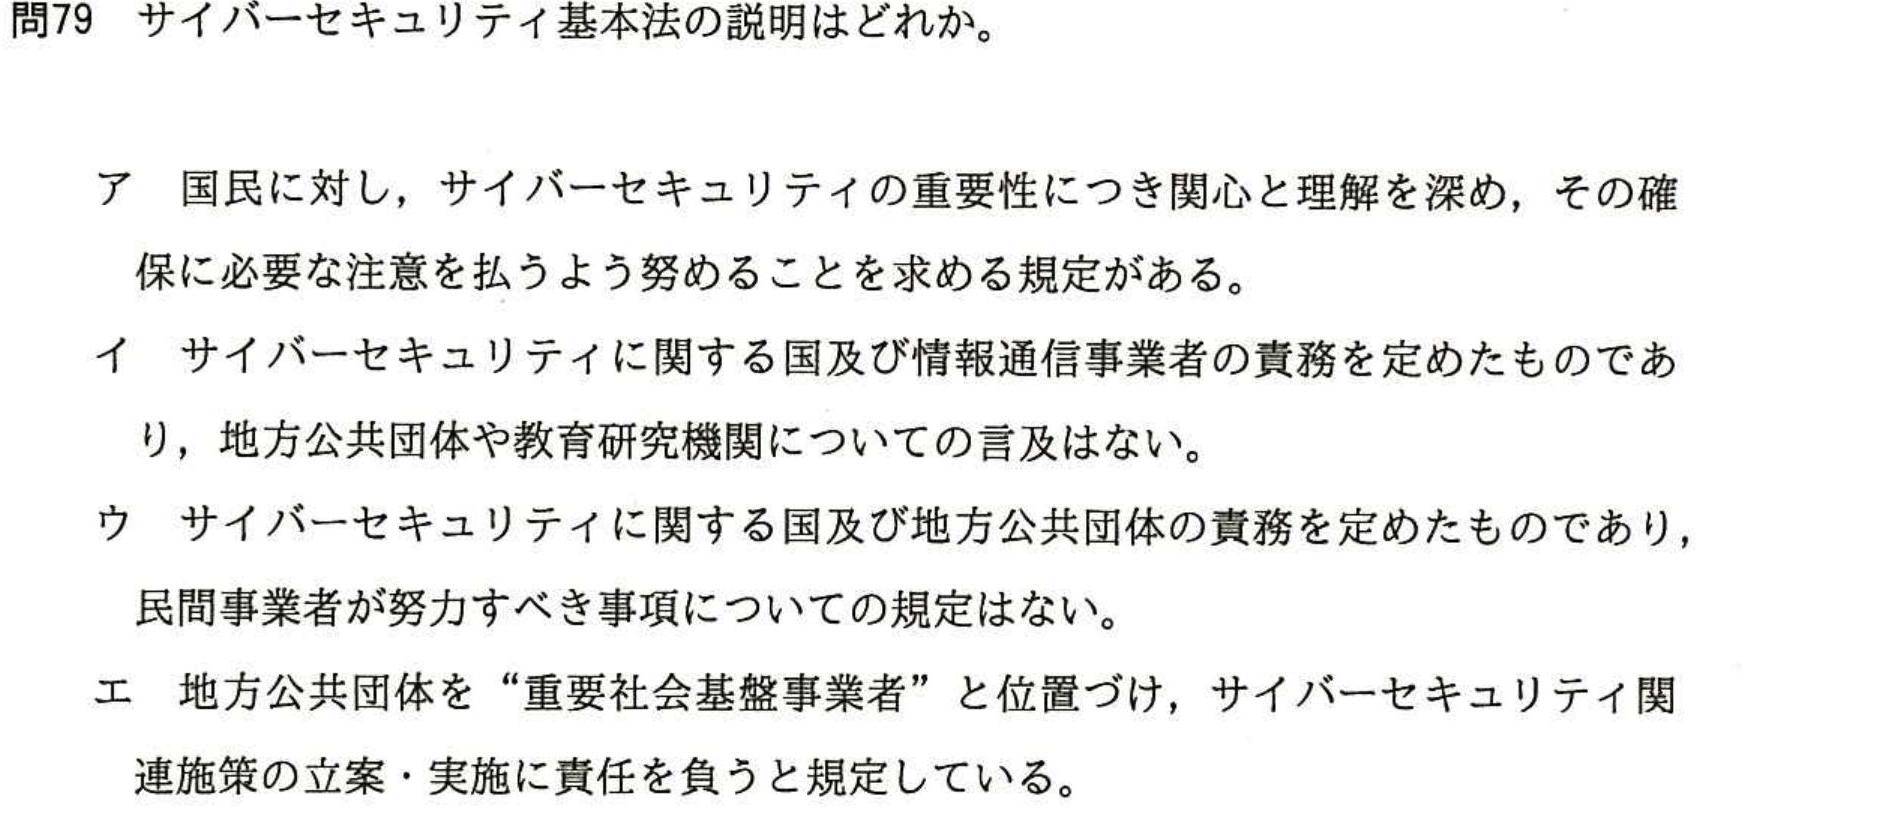 問79　サイバーセキュリティ基本法の説明はどれか。
ア　国民に対し，サイバーセキュリティの重要性につき関心と理解を深め，その確
保に必要な注意を払うよう努めることを求める規定がある。
イ　サイバーセキュリティに関する国及び情報通信事業者の責務を定めたものであ
り，地方公共団体や教育研究機関についての言及はない。
ウ　サイバーセキュリティに関する国及び地方公共団体の責務を定めたものであり，
民間事業者が努力すべき事項についての規定はない。
エ　地方公共団体を“重要社会基盤事業者”と位置づけ，サイバーセキュリティ関
連施策の立案・実施に責任を負うと規定している。